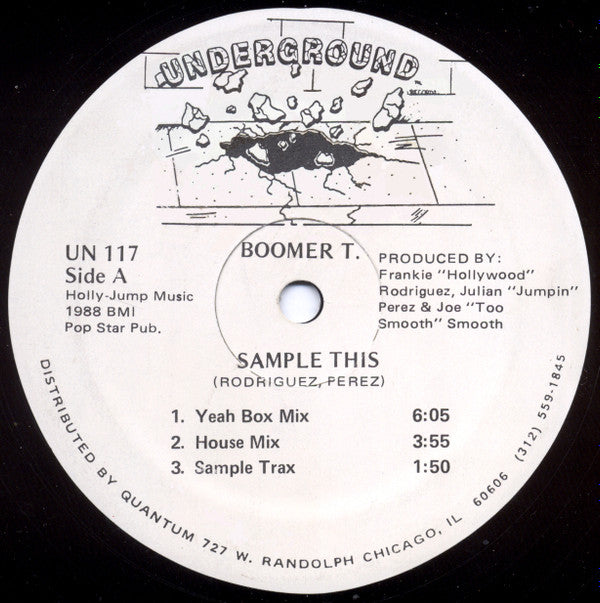 UNDERGROUND
RECORDS
UN 117
Side A
Holly-Jump Music
1988 BMI
Pop Star Pub.
BOOMER T.
PRODUCED BY:
Frankie "Hollywood"
Rodriguez, Julian "Jumpin"
Perez & Joe "Too
Smooth" Smooth
SAMPLE THIS
(RODRIGUEZ, PEREZ)
1. Yeah Box Mix 6:05
2. House Mix 3:55
3. Sample Trax 1:50
DISTRIBUTED BY QUANTUM 727 W. RANDOLPH CHICAGO, IL 60606 (312) 559-1845